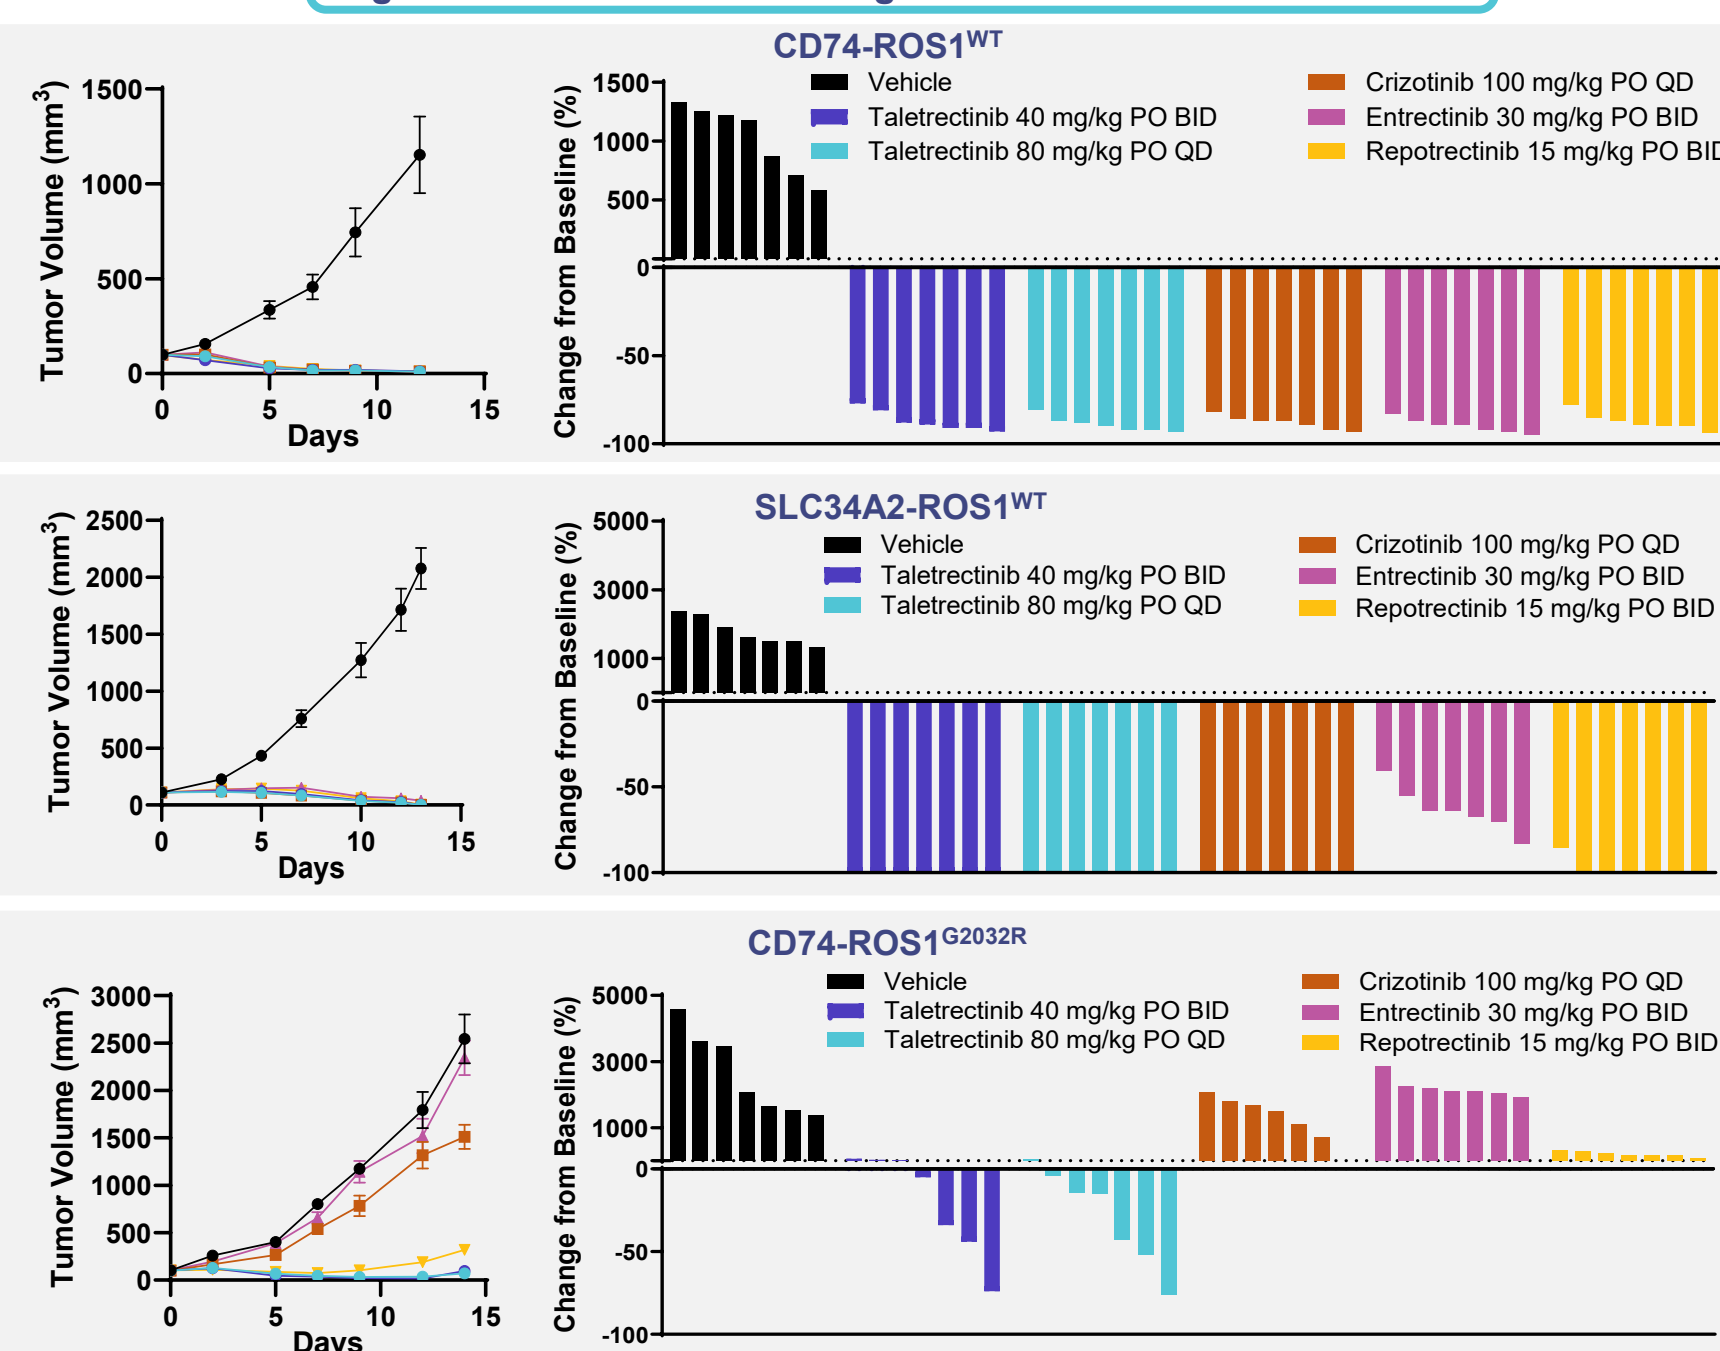 CD74-ROS1WT
Tumor Volume (mm3)
1500
1000
500
0
0 5 10 15
Days
Change from Baseline (%)
1500
1000
500
0
-50
-100
Vehicle
Taletrectinib 40 mg/kg PO BID
Taletrectinib 80 mg/kg PO QD
Crizotinib 100 mg/kg PO QD
Entrectinib 30 mg/kg PO BID
Repotrectinib 15 mg/kg PO BID
SLC34A2-ROS1WT
Tumor Volume (mm3)
2500
2000
1500
1000
500
0
0 5 10 15
Days
Change from Baseline (%)
5000
3000
1000
0
-50
-100
Vehicle
Taletrectinib 40 mg/kg PO BID
Taletrectinib 80 mg/kg PO QD
Crizotinib 100 mg/kg PO QD
Entrectinib 30 mg/kg PO BID
Repotrectinib 15 mg/kg PO BID
CD74-ROS1G2032R
Tumor Volume (mm3)
3000
2500
2000
1500
1000
500
0
0 5 10 15
Days
Change from Baseline (%)
5000
3000
1000
0
-50
-100
Vehicle
Taletrectinib 40 mg/kg PO BID
Taletrectinib 80 mg/kg PO QD
Crizotinib 100 mg/kg PO QD
Entrectinib 30 mg/kg PO BID
Repotrectinib 15 mg/kg PO BID